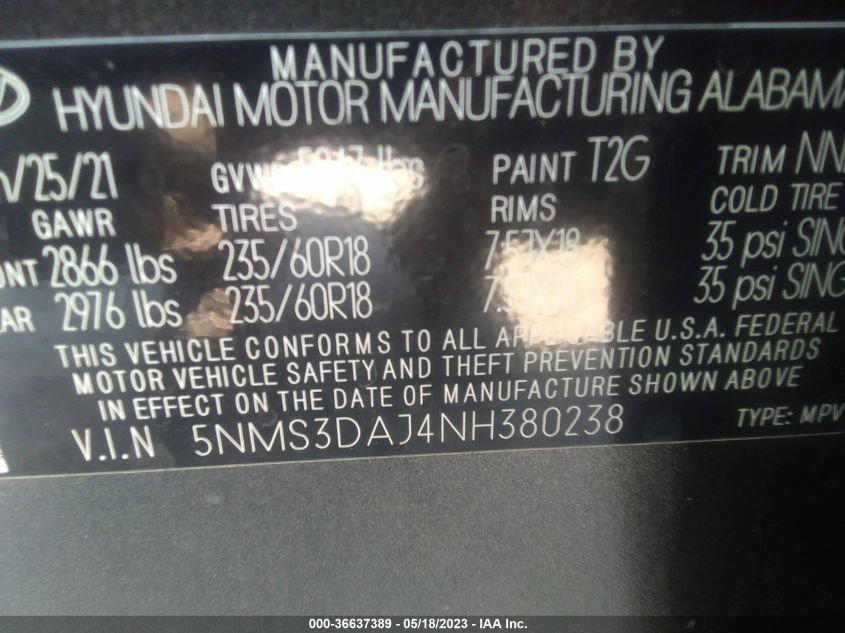 MANUFACTURED BY
HYUNDAI MOTOR MANUFACTURING ALABAMA
/25/21 GVWR lbs PAINT T2G TRIM NN
GAWR TIRES RIMS COLD TIRE
2866 lbs 235/60R18 35 psi SING
2976 lbs 235/60R18 35 psi SING
THIS VEHICLE CONFORMS TO ALL APPLICABLE U.S.A. FEDERAL
MOTOR VEHICLE SAFETY AND THEFT PREVENTION STANDARDS
IN EFFECT ON THE DATE OF MANUFACTURE SHOWN ABOVE
V.I.N 5NMS3DAJ4NH380238 TYPE: MPV
000-36637389 - 05/18/2023 - IAA Inc.